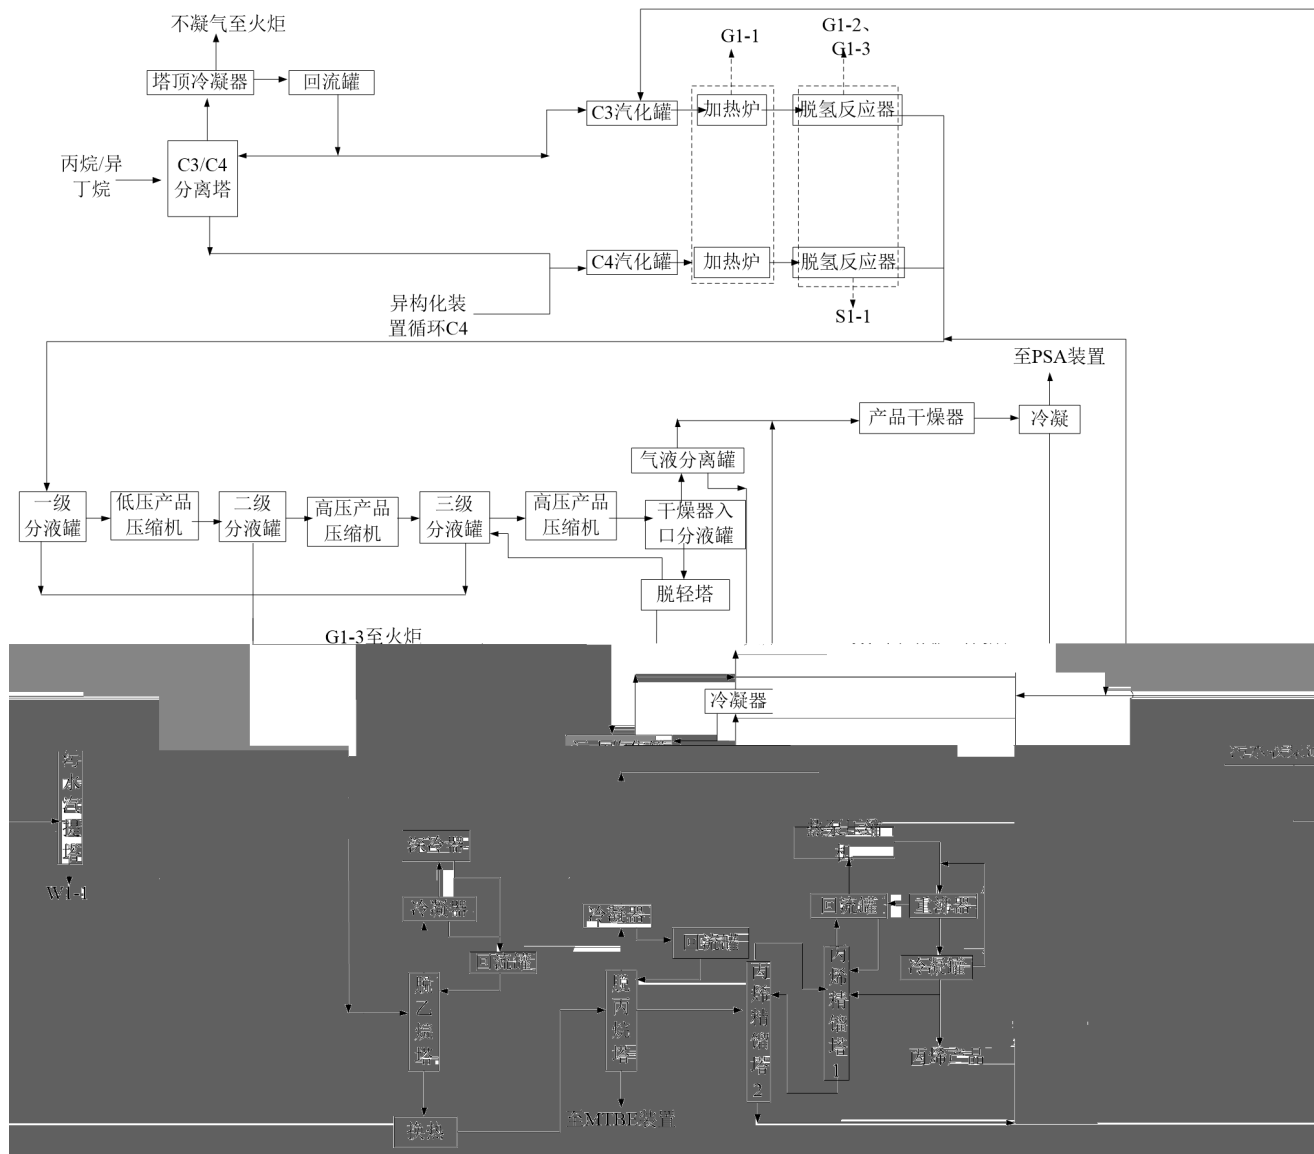 不凝气至火炬
塔顶冷凝器
回流罐
G1-1
G1-2、
G1-3
C3汽化罐
加热炉
脱氢反应器
丙烷/异
丁烷
C3/C4
分离塔
C4汽化罐
加热炉
脱氢反应器
异构化装
置循环C4
S1-1
至PSA装置
产品干燥器
冷凝
气液分离罐
一级
分液罐
低压产品
压缩机
二级
分液罐
高压产品
压缩机
三级
分液罐
高压产品
压缩机
干燥器入
口分液罐
脱轻塔
G1-3至火炬
冷凝器
水
塔
W1-1
冷凝器
冷凝器
回流罐
回流罐
回流罐
脱
乙
烷
塔
脱
丙
烷
塔
丙
烯
精
馏
塔
2
丙
烯
精
馏
塔
1
丙烯产品
至MTBE装置
换热